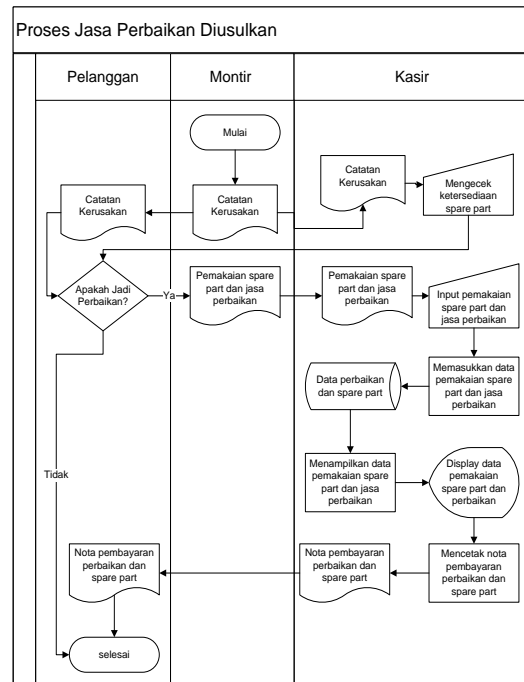 Proses Jasa Perbaikan Diusulkan
Pelanggan
Montir
Kasir
Mulai
Catatan
Kerusakan
Catatan
Kerusakan
Catatan
Kerusakan
Mengecek
ketersediaan
spare part
Apakah Jadi
Perbaikan?
Ya
Pemakaian spare
part dan jasa
perbaikan
Pemakaian spare
part dan jasa
perbaikan
Input pemakaian
spare part dan
jasa perbaikan
Data perbaikan
dan spare part
Memasukkan data
pemakaian spare
part dan jasa
perbaikan
Tidak
Menampilkan data
pemakaian spare
part dan jasa
perbaikan
Display data
pemakaian
spare part dan
perbaikan
Nota pembayaran
perbaikan dan
spare part
Nota pembayaran
perbaikan dan
spare part
Mencetak nota
pembayaran
perbaikan dan
spare part
selesai